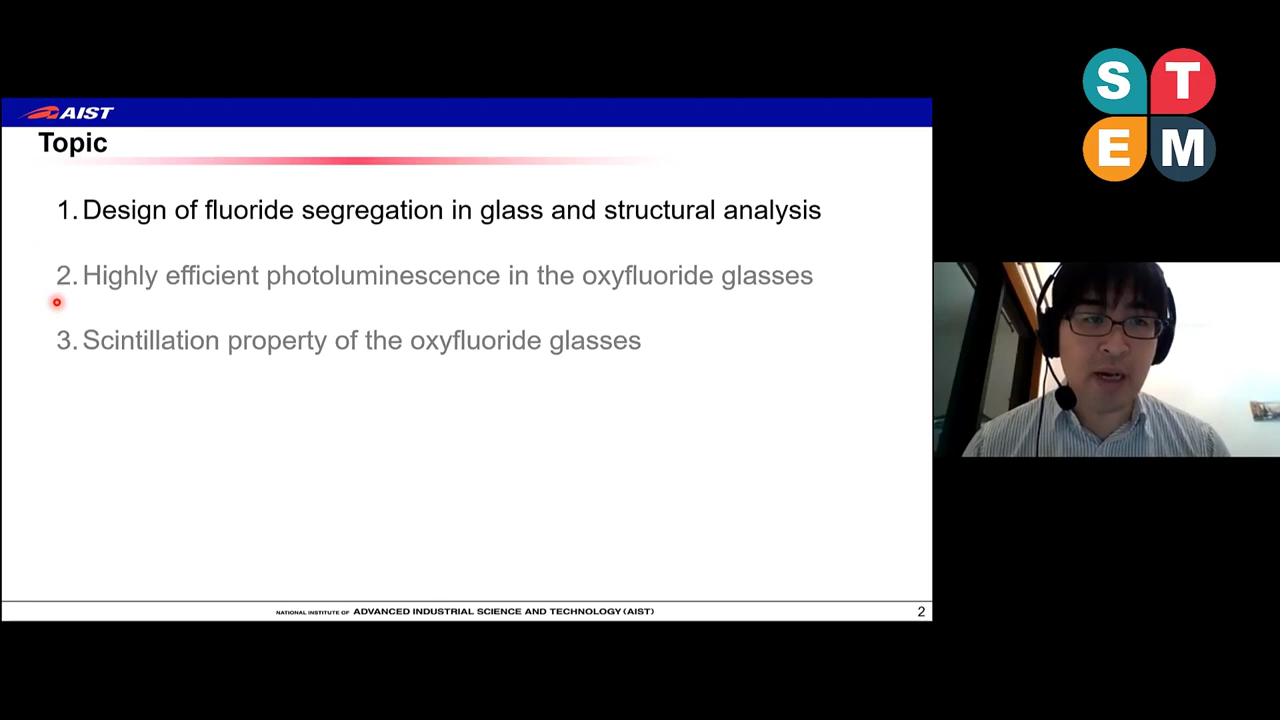 AIST
Topic
1. Design of fluoride segregation in glass and structural analysis
2. Highly efficient photoluminescence in the oxyfluoride glasses
3. Scintillation property of the oxyfluoride glasses
NATIONAL INSTITUTE OF ADVANCED INDUSTRIAL SCIENCE AND TECHNOLOGY (AIST)
2
S T
E M